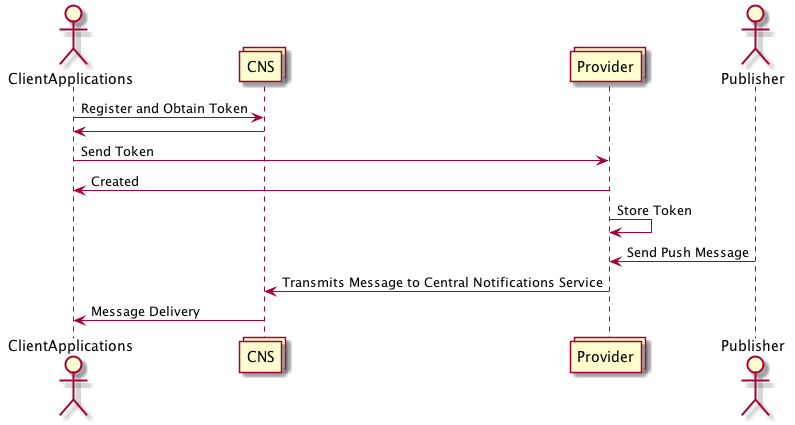 ClientApplications
CNS
Provider
Publisher
Register and Obtain Token
Send Token
Created
Store Token
Send Push Message
Transmits Message to Central Notifications Service
Message Delivery
ClientApplications
CNS
Provider
Publisher